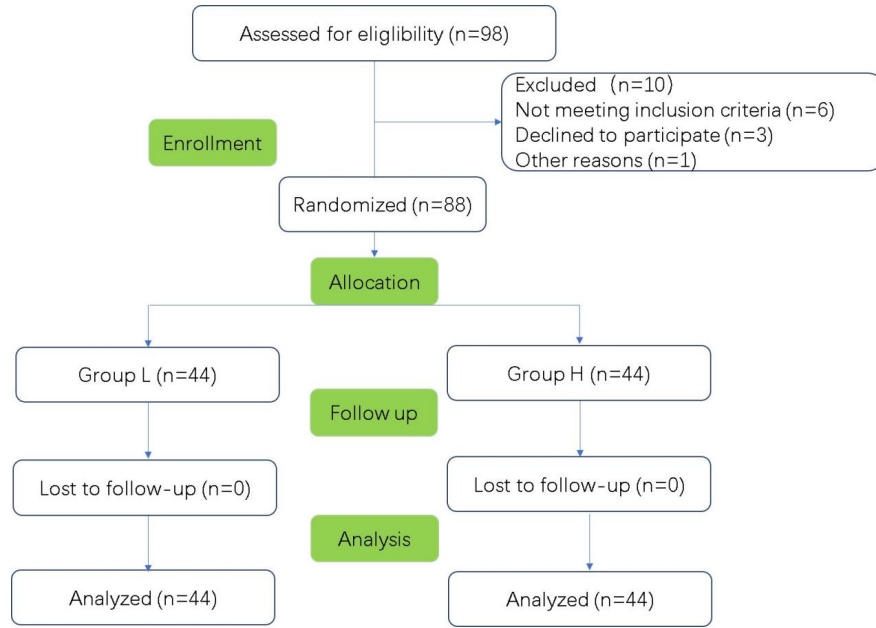 Assessed for eliglibility (n=98)
Excluded (n=10)
Not meeting inclusion criteria (n=6)
Declined to participate (n=3)
Other reasons (n=1)
Enrollment
Randomized (n=88)
Allocation
Group L (n=44)
Group H (n=44)
Follow up
Lost to follow-up (n=0)
Lost to follow-up (n=0)
Analysis
Analyzed (n=44)
Analyzed (n=44)